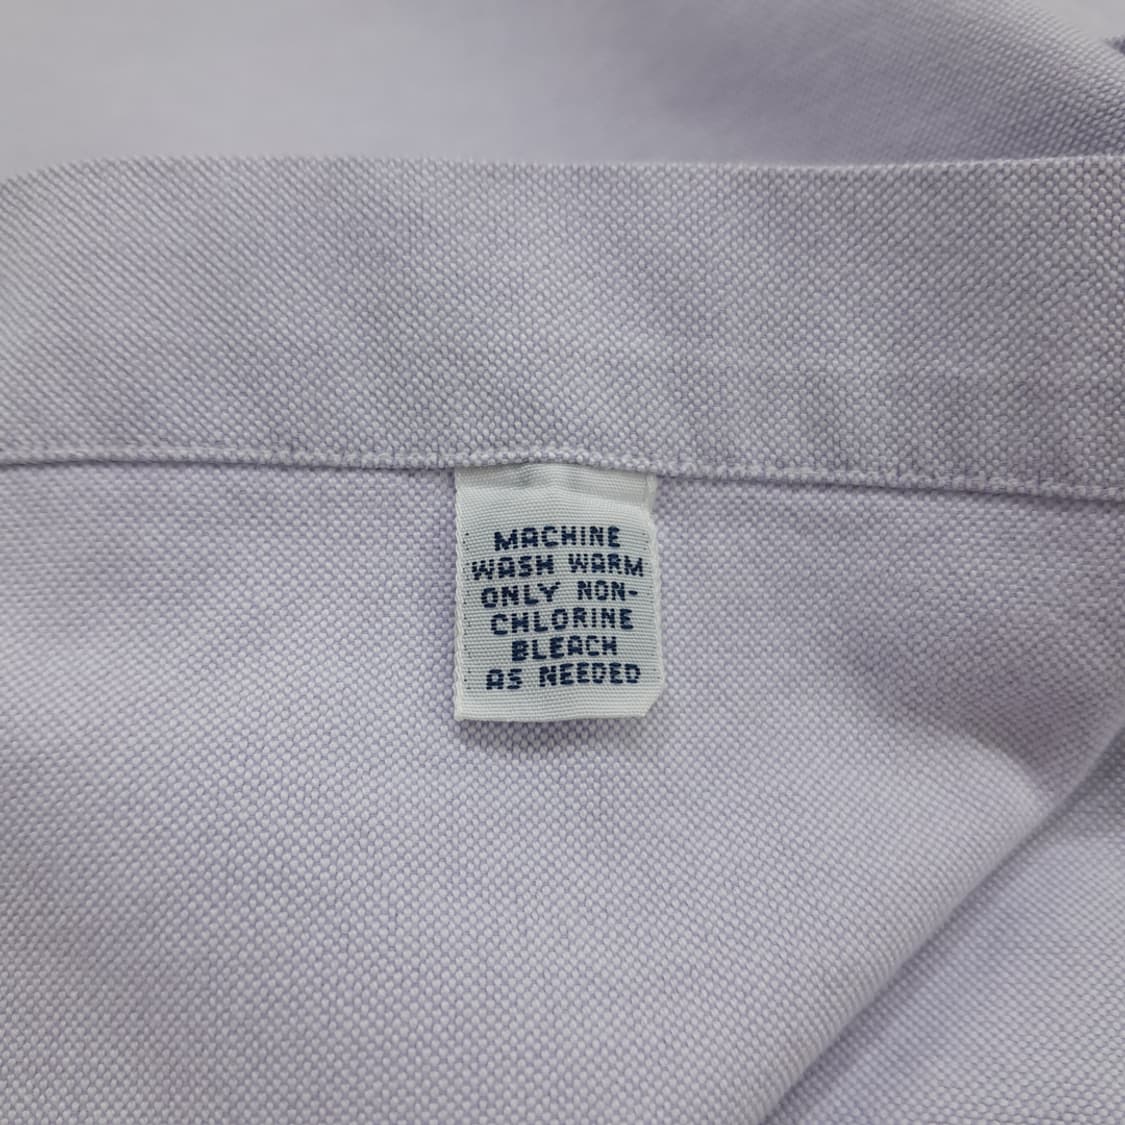 MACHINE
WASH WARM
ONLY NON-
CHLORINE
BLEACH
AS NEEDED